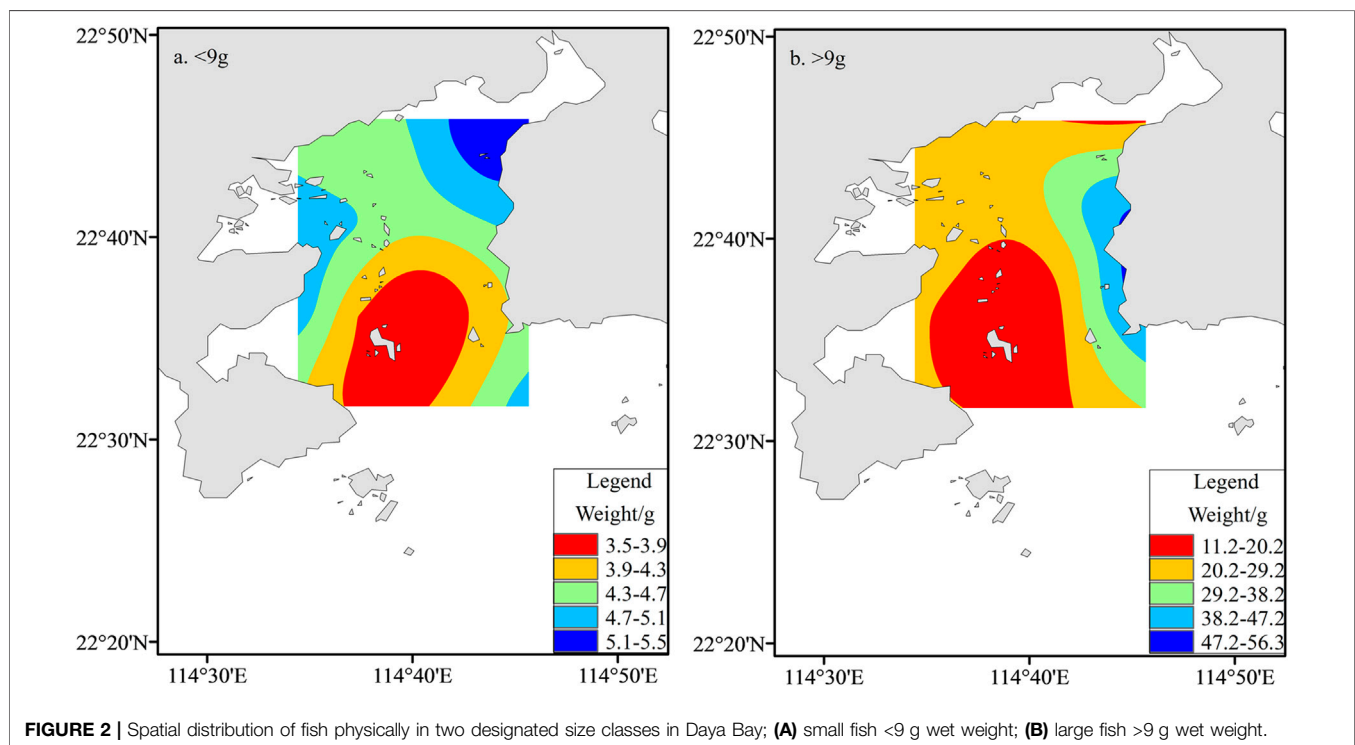 22°50'N
22°40'N
22°30'N
22°20'N
a. <9g
Legend
Weight/g
3.5-3.9
3.9-4.3
4.3-4.7
4.7-5.1
5.1-5.5
114°30'E
114°40'E
114°50'E
22°50'N
22°40'N
22°30'N
22°20'N
b. >9g
Legend
Weight/g
11.2-20.2
20.2-29.2
29.2-38.2
38.2-47.2
47.2-56.3
114°30'E
114°40'E
114°50'E
FIGURE 2 | Spatial distribution of fish physically in two designated size classes in Daya Bay; (A) small fish <9 g wet weight; (B) large fish >9 g wet weight.